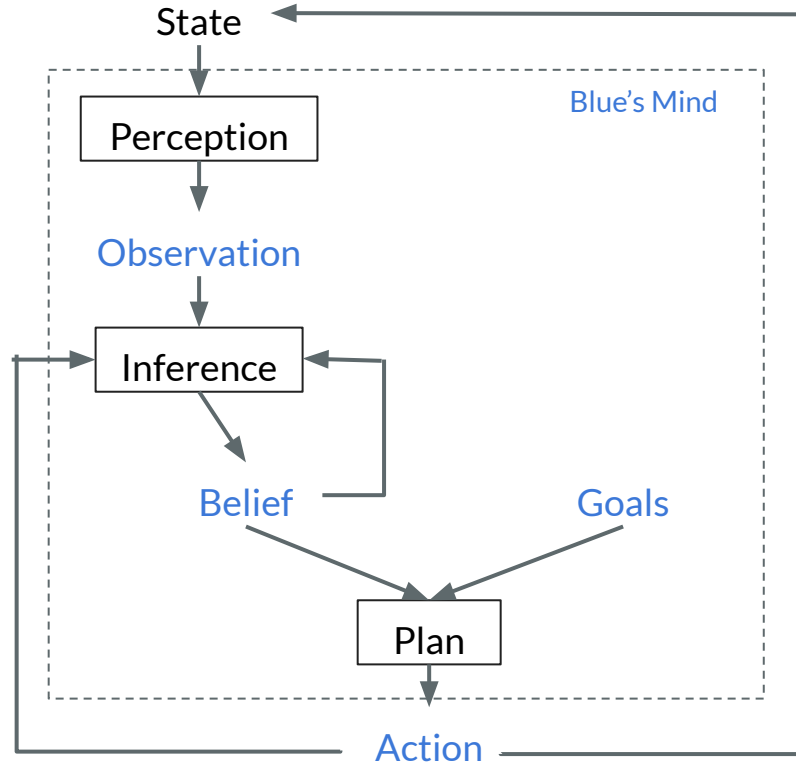 State
Blue's Mind
Perception
Observation
Inference
Belief
Goals
Plan
Action